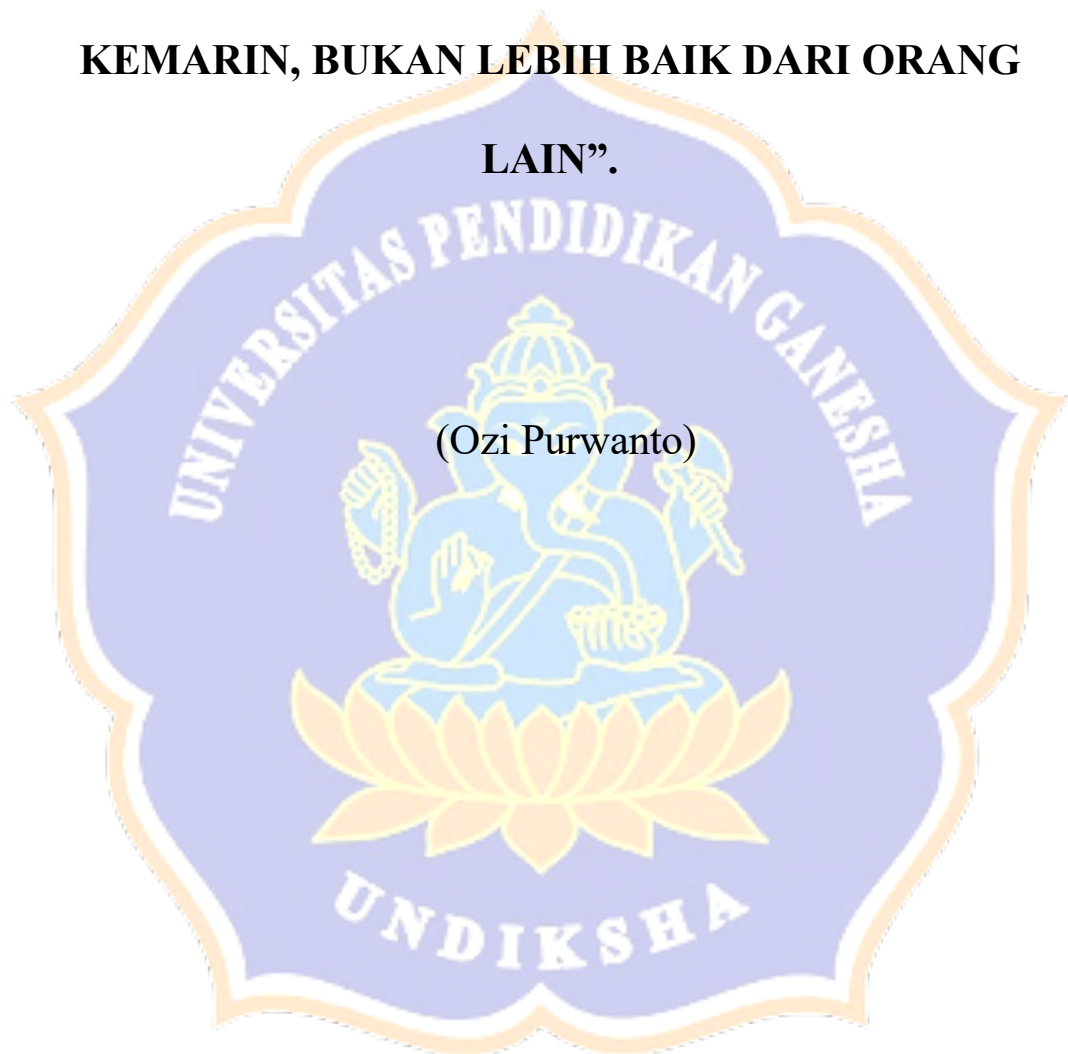 KEMARIN, BUKAN LEBIH BAIK DARI ORANG
LAIN”.
UNIVERSITAS PENDIDIKAN GANESHA
(Ozi Purwanto)
UNDIKSHA